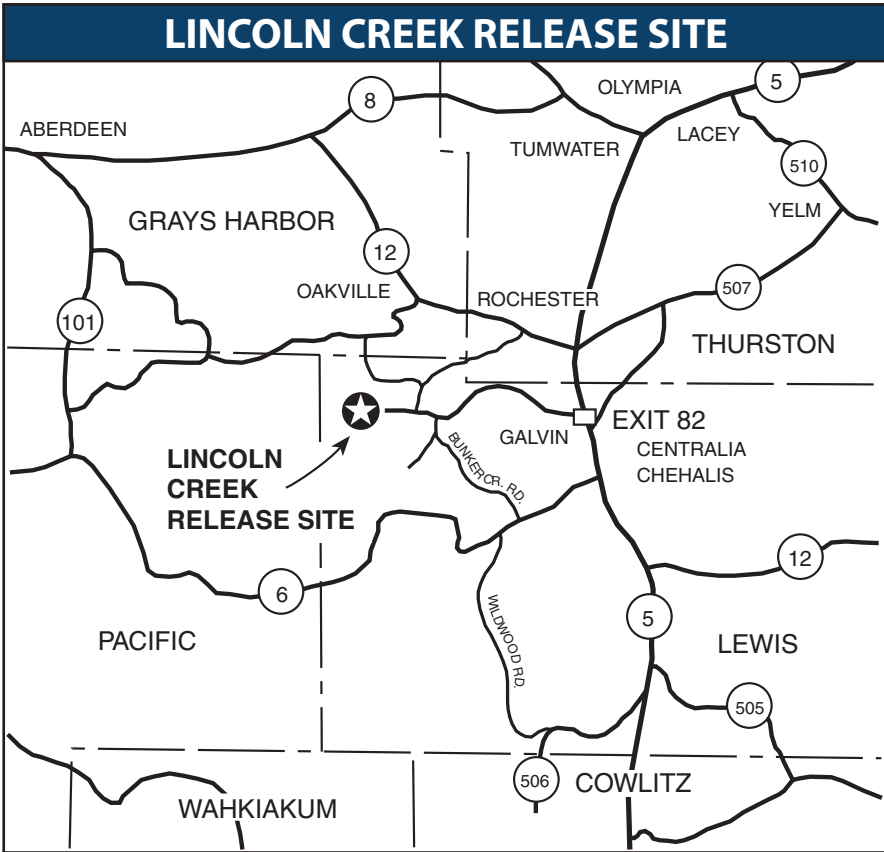 LINCOLN CREEK RELEASE SITE
5
OLYMPIA
8
ABERDEEN
TUMWATER
LACEY
510
YELM
GRAYS HARBOR
12
OAKVILLE
ROCHESTER
507
101
THURSTON
EXIT 82
GALVIN
CENTRALIA
CHEHALIS
LINCOLN
CREEK
RELEASE SITE
BUNKER CR. RD.
12
6
WILDWOOD RD.
5
PACIFIC
LEWIS
505
506
COWLITZ
WAHKIAKUM